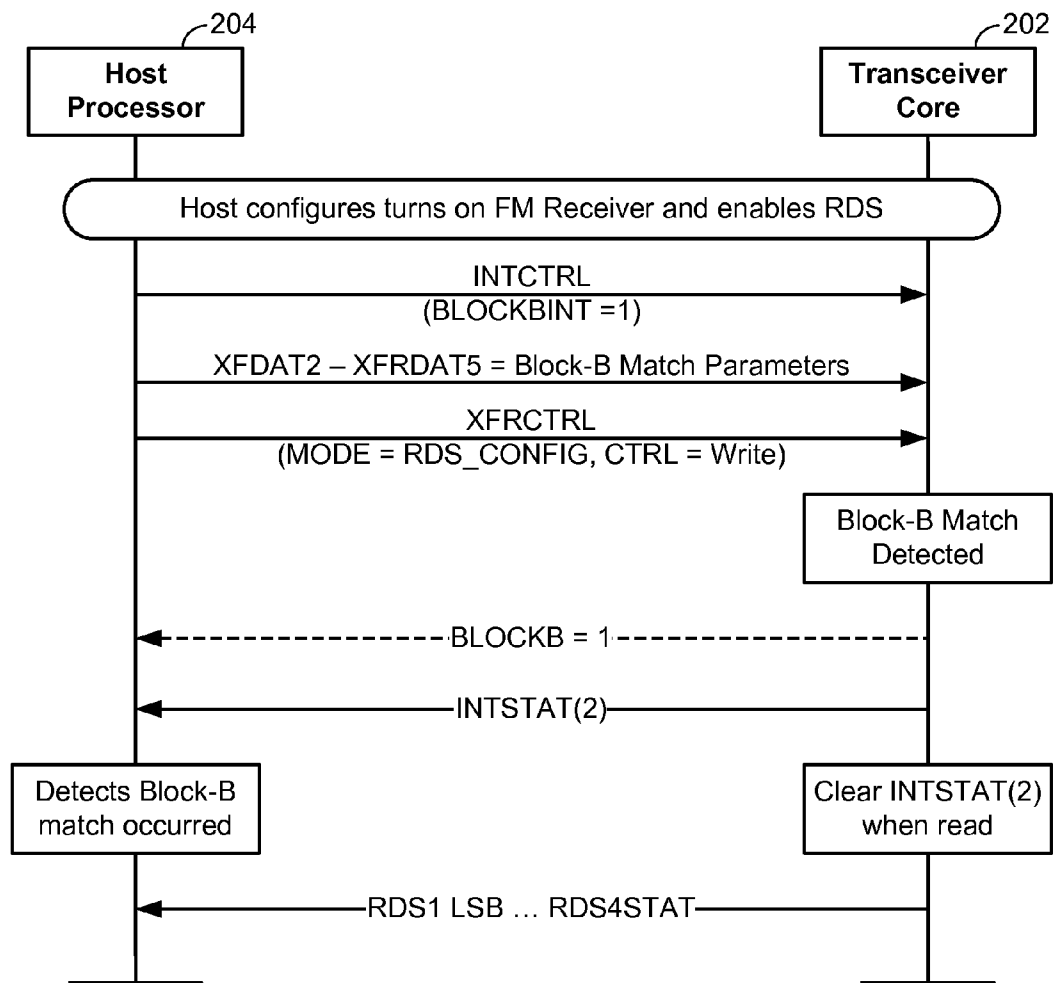 204
202
Host
Processor
Transceiver
Core
Host configures turns on FM Receiver and enables RDS
INTCTRL
(BLOCKBINT =1)
XFDAT2 – XFRDAT5 = Block-B Match Parameters
XFRCTRL
(MODE = RDS_CONFIG, CTRL = Write)
Block-B Match
Detected
BLOCKB = 1
INTSTAT(2)
Detects Block-B
match occurred
Clear INTSTAT(2)
when read
RDS1 LSB … RDS4STAT